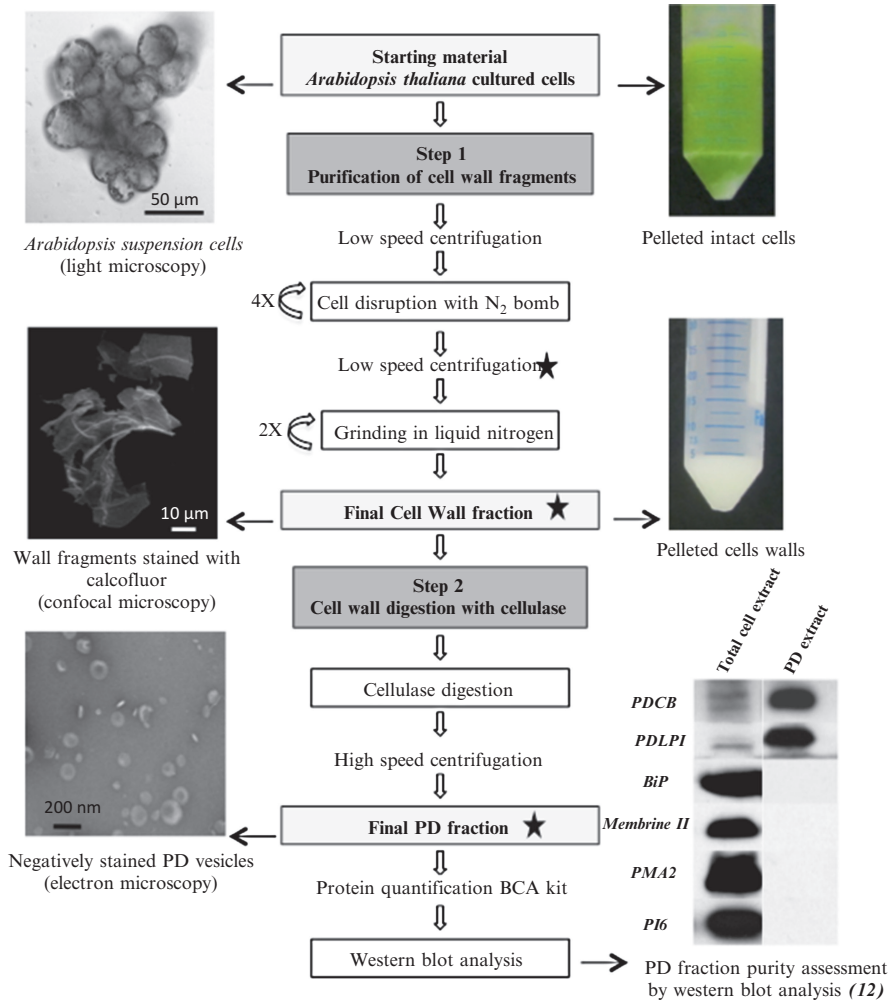 Starting material
Arabidopsis thaliana cultured cells
50 µm
Arabidopsis suspension cells
(light microscopy)
Pelleted intact cells
Step 1
Purification of cell wall fragments
Low speed centrifugation
4X
Cell disruption with N₂ bomb
Low speed centrifugation
2X
Grinding in liquid nitrogen
10 µm
Final Cell Wall fraction
Wall fragments stained with
calcofluor
(confocal microscopy)
Pelleted cells walls
Step 2
Cell wall digestion with cellulase
Cellulase digestion
High speed centrifugation
200 nm
Final PD fraction
Negatively stained PD vesicles
(electron microscopy)
Protein quantification BCA kit
Western blot analysis
Total cell extract
PD extract
PDCB
PDLPI
BiP
Membrine II
PMA2
PI6
PD fraction purity assessment
by western blot analysis (12)